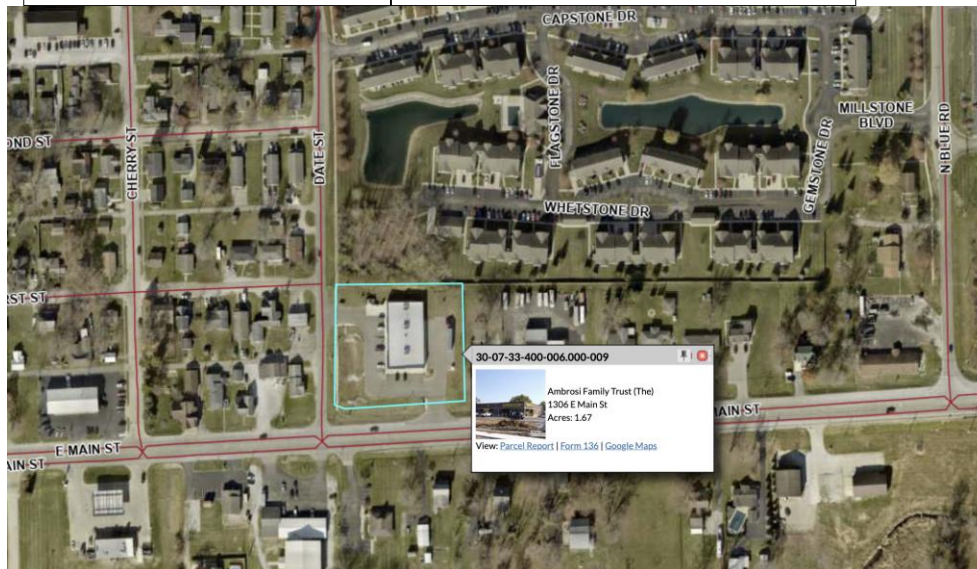 CAPSTONE DR
FLAGSTONE DR
MILLSTONE
BLVD
GEMSTONE DR
N BLUE RD
OND ST
CHERRY ST
DATE ST
WHETSTONE DR
RST ST
30-07-33-400-006.000-009
Ambrosi Family Trust (The)
1306 E Main St
Acres: 1.67
View: Parcel Report | Form 136 | Google Maps
MAIN ST
E MAIN ST
AIN ST